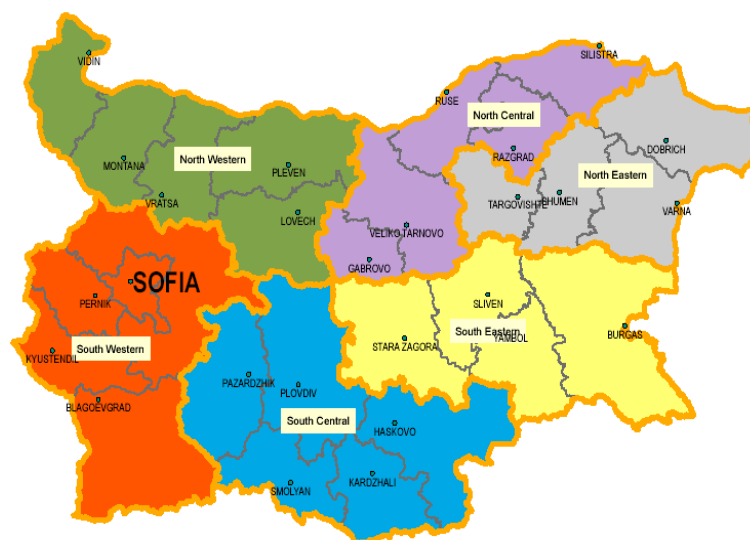 VIDIN
SILISTRA
RUSE
North Central
DOBRICH
RAZGRAD
North Western
MONTANA
PLEVEN
North Eastern
VRATSA
TARGOVISHTE
SHUMEN
VARNA
LOVECH
VELIKO TARNOVO
GABROVO
SOFIA
PERNIK
SLIVEN
South Eastern
BURGAS
STARA ZAGORA
YAMBOL
South Western
KYUSTENDIL
PAZARDZHIK
PLOVDIV
BLAGOEVGRAD
South Central
HASKOVO
KARDZHALI
SMOLYAN